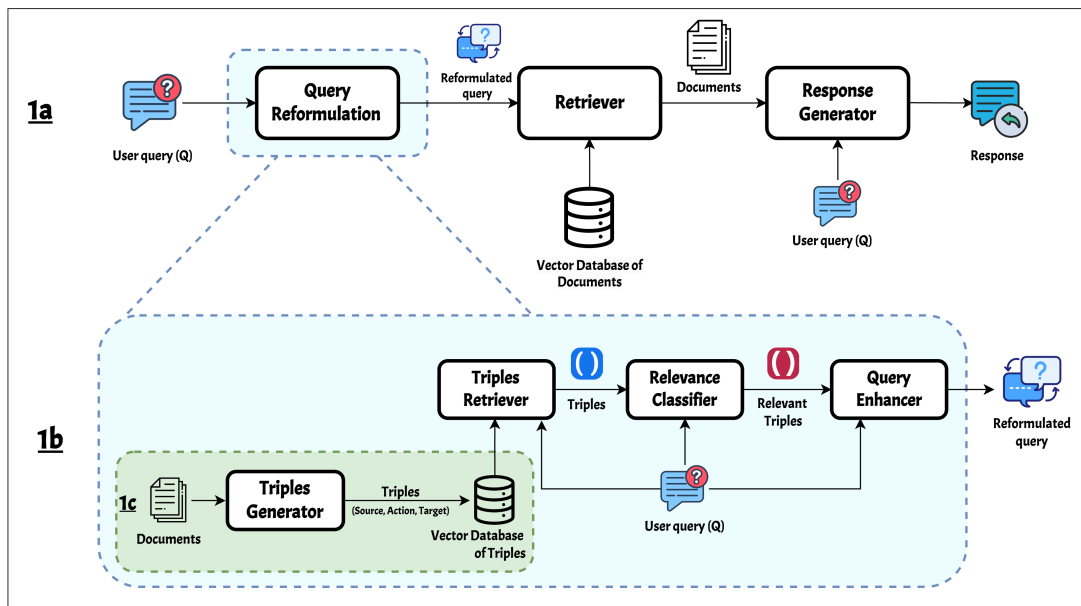 1a
User query (Q)
Query
Reformulation
Reformulated
query
Retriever
Vector Database of
Documents
Documents
Response
Generator
User query (Q)
Response
1b
Triples
Retriever
Triples
Relevance
Classifier
Relevant
Triples
Query
Enhancer
Reformulated
query
User query (Q)
1c
Documents
Triples
Generator
Triples
(Source, Action, Target)
Vector Database
of Triples